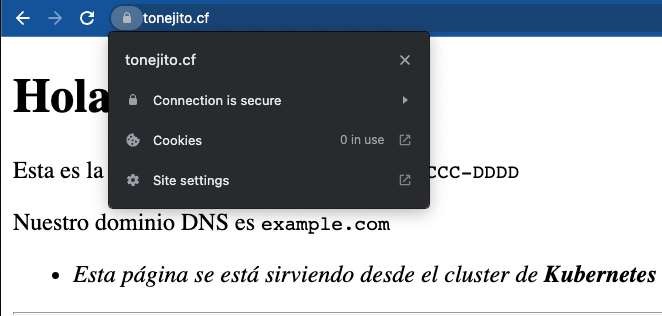 tonejito.cf
tonejito.cf
Hola
Connection is secure
Cookies 0 in use
Esta es la CCC-DDDD
Site settings
Nuestro dominio DNS es example.com
• Esta página se está sirviendo desde el cluster de Kubernetes